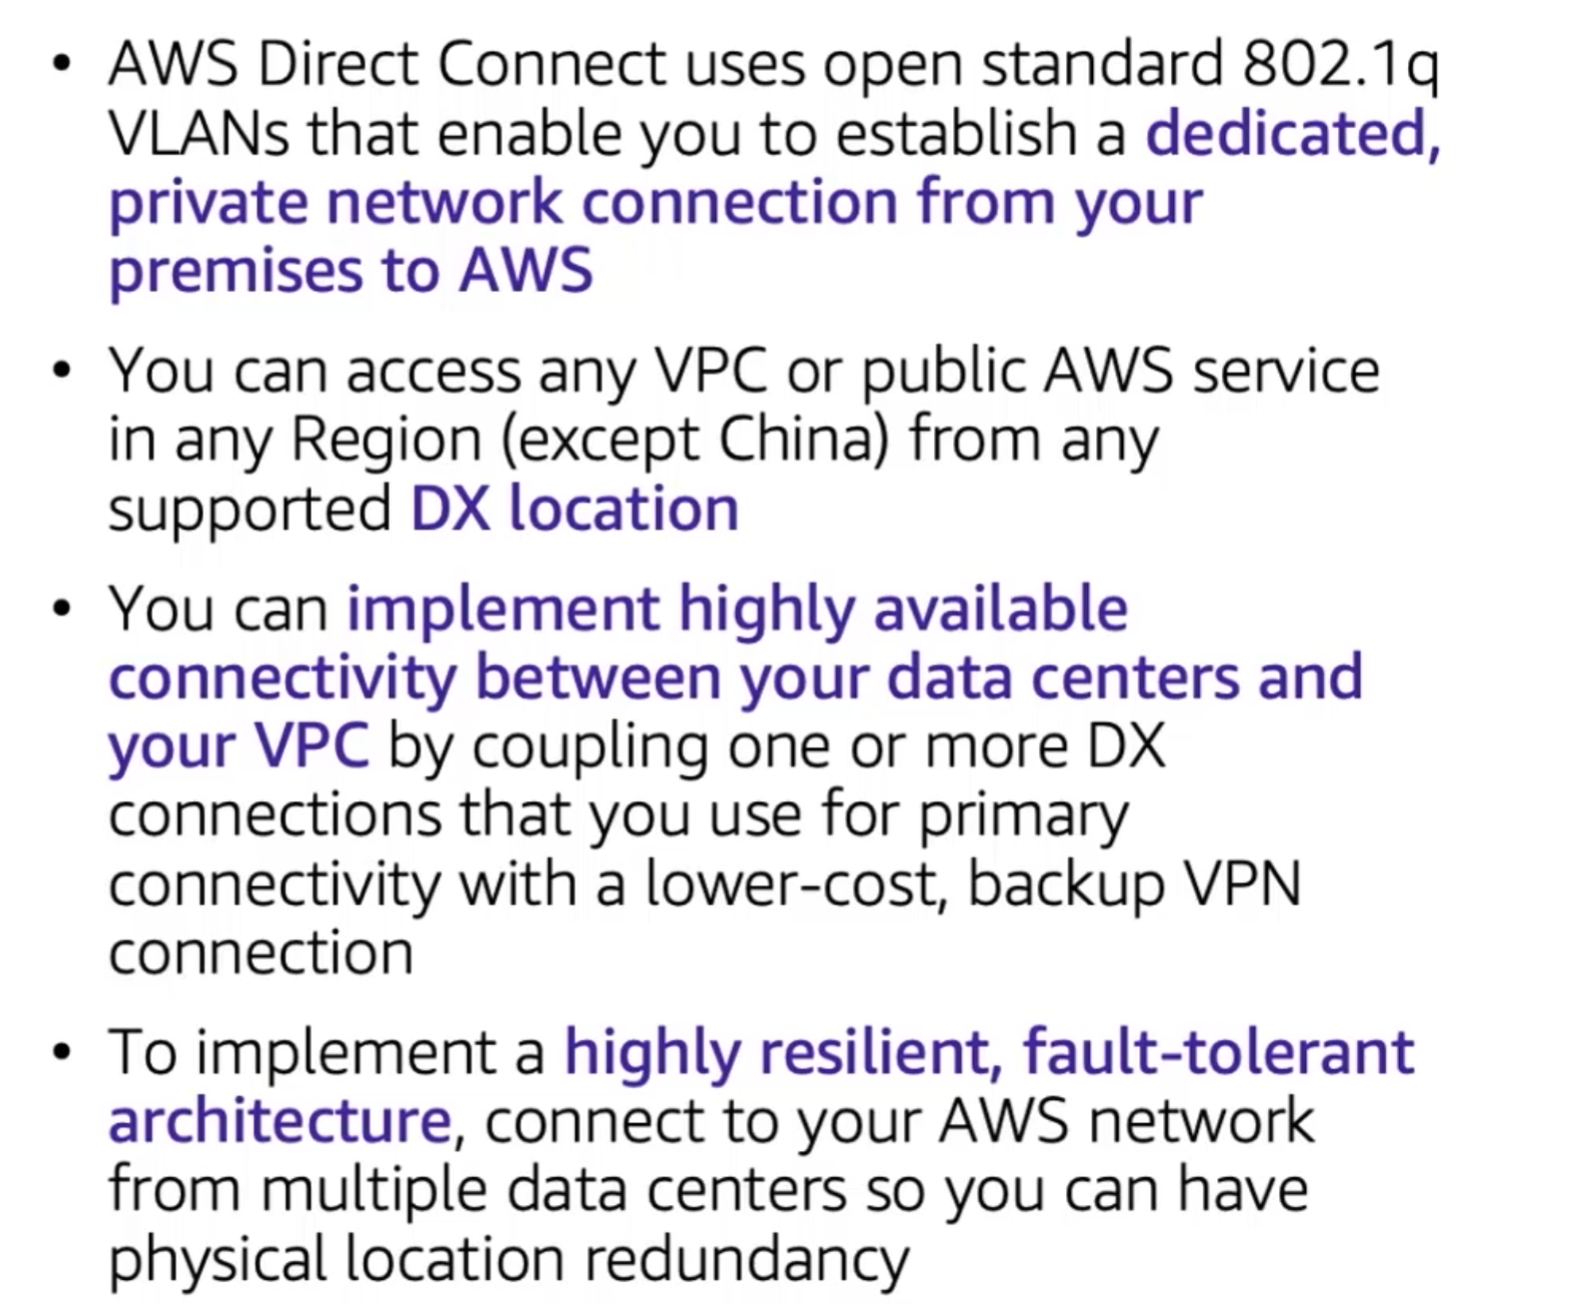 • AWS Direct Connect uses open standard 802.1q
VLANs that enable you to establish a dedicated,
private network connection from your
premises to AWS
• You can access any VPC or public AWS service
in any Region (except China) from any
supported DX location
• You can implement highly available
connectivity between your data centers and
your VPC by coupling one or more DX
connections that you use for primary
connectivity with a lower-cost, backup VPN
connection
• To implement a highly resilient, fault-tolerant
architecture, connect to your AWS network
from multiple data centers so you can have
physical location redundancy